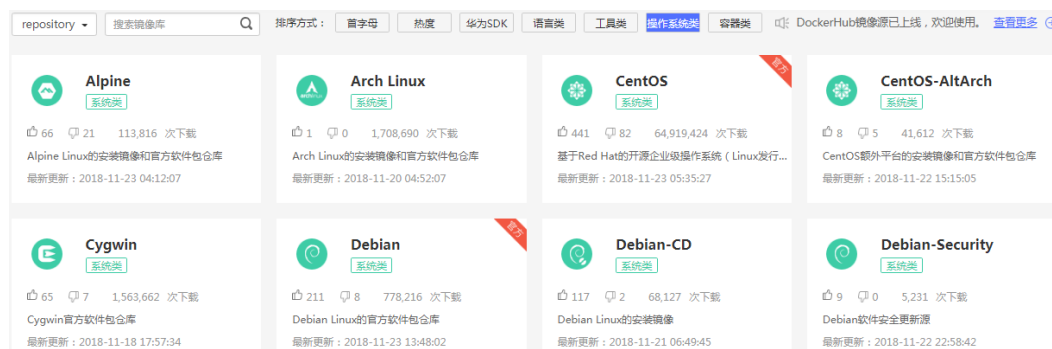 repository 搜索镜像库 排序方式： 首字母 热度 华为SDK 语言类 工具类 操作系统类 容器类 DockerHub镜像源已上线，欢迎使用。 查看更多
Alpine
系统类
66 21 113,816 次下载
Alpine Linux的安装镜像和官方软件包仓库
最新更新：2018-11-23 04:12:07
Arch Linux
系统类
1 0 1,708,690 次下载
Arch Linux的安装镜像和官方软件包仓库
最新更新：2018-11-20 04:52:07
CentOS
官方
系统类
441 82 64,919,424 次下载
基于Red Hat的开源企业级操作系统（Linux发行...
最新更新：2018-11-23 05:35:27
CentOS-AltArch
系统类
8 5 41,612 次下载
CentOS额外平台的安装镜像和官方软件包仓库
最新更新：2018-11-22 15:15:05
Cygwin
系统类
65 7 1,563,662 次下载
Cygwin官方软件包仓库
最新更新：2018-11-18 17:57:34
Debian
官方
系统类
211 8 778,216 次下载
Debian Linux的官方软件包仓库
最新更新：2018-11-23 13:48:02
Debian-CD
系统类
117 2 68,127 次下载
Debian Linux的安装镜像
最新更新：2018-11-21 06:49:45
Debian-Security
系统类
9 0 5,231 次下载
Debian软件安全更新源
最新更新：2018-11-22 22:58:42